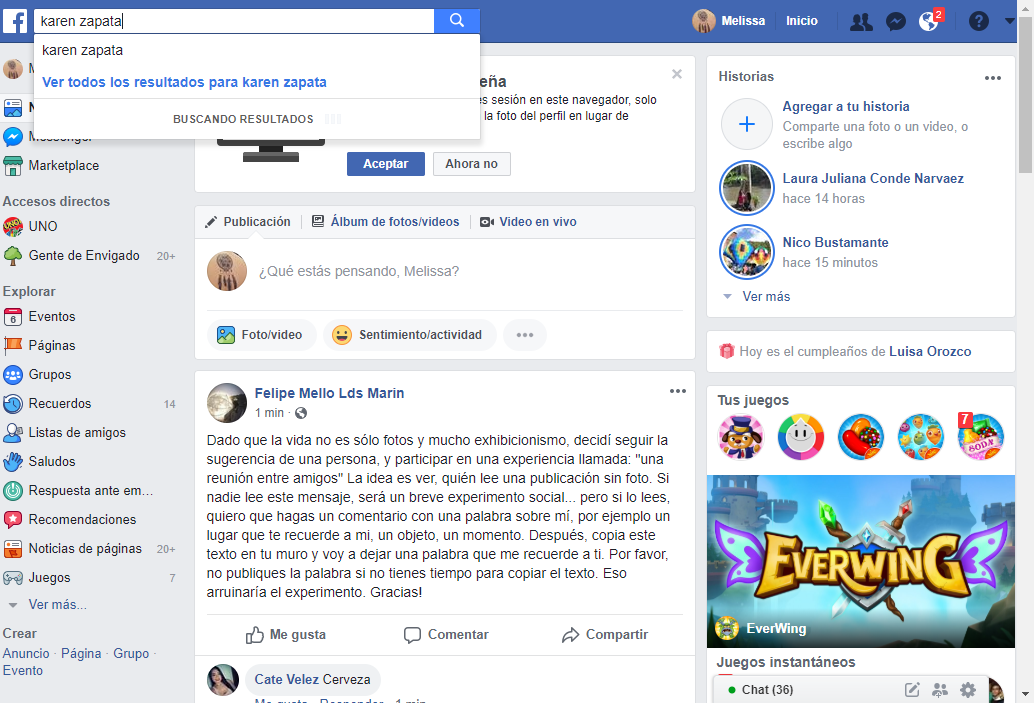 karen zapata
Melissa
Inicio
2
karen zapata
Ver todos los resultados para karen zapata
BUSCANDO RESULTADOS
Marketplace
Accesos directos
UNO
Gente de Envigado 20+
Explorar
Eventos
Páginas
Grupos
Recuerdos 14
Listas de amigos
Saludos
Respuesta ante em...
Recomendaciones
Noticias de páginas 20+
Juegos 7
Ver más...
Crear
Anuncio · Página · Grupo ·
Evento
eña
sesión en este navegador, solo
la foto del perfil en lugar de
Aceptar
Ahora no
Publicación
Álbum de fotos/videos
Video en vivo
¿Qué estás pensando, Melissa?
Foto/video
Sentimiento/actividad
Felipe Mello Lds Marin
1 min ·
Dado que la vida no es sólo fotos y mucho exhibicionismo, decidí seguir la
sugerencia de una persona, y participar en una experiencia llamada: "una
reunión entre amigos" La idea es ver, quién lee una publicación sin foto. Si
nadie lee este mensaje, será un breve experimento social... pero si lo lees,
quiero que hagas un comentario con una palabra sobre mí, por ejemplo un
lugar que te recuerde a mi, un objeto, un momento. Después, copia este
texto en tu muro y voy a dejar una palabra que me recuerde a ti. Por favor,
no publiques la palabra si no tienes tiempo para copiar el texto. Eso
arruinaría el experimento. Gracias!
Me gusta
Comentar
Compartir
Cate Velez Cerveza
Me gusta · Responder · 1 min
Historias
Agregar a tu historia
Comparte una foto o un video, o
escribe algo
Laura Juliana Conde Narvaez
hace 14 horas
Nico Bustamante
hace 15 minutos
Ver más
Hoy es el cumpleaños de Luisa Orozco
Tus juegos
7
SODA
EVERWING
EverWing
Juegos instantáneos
Chat (36)